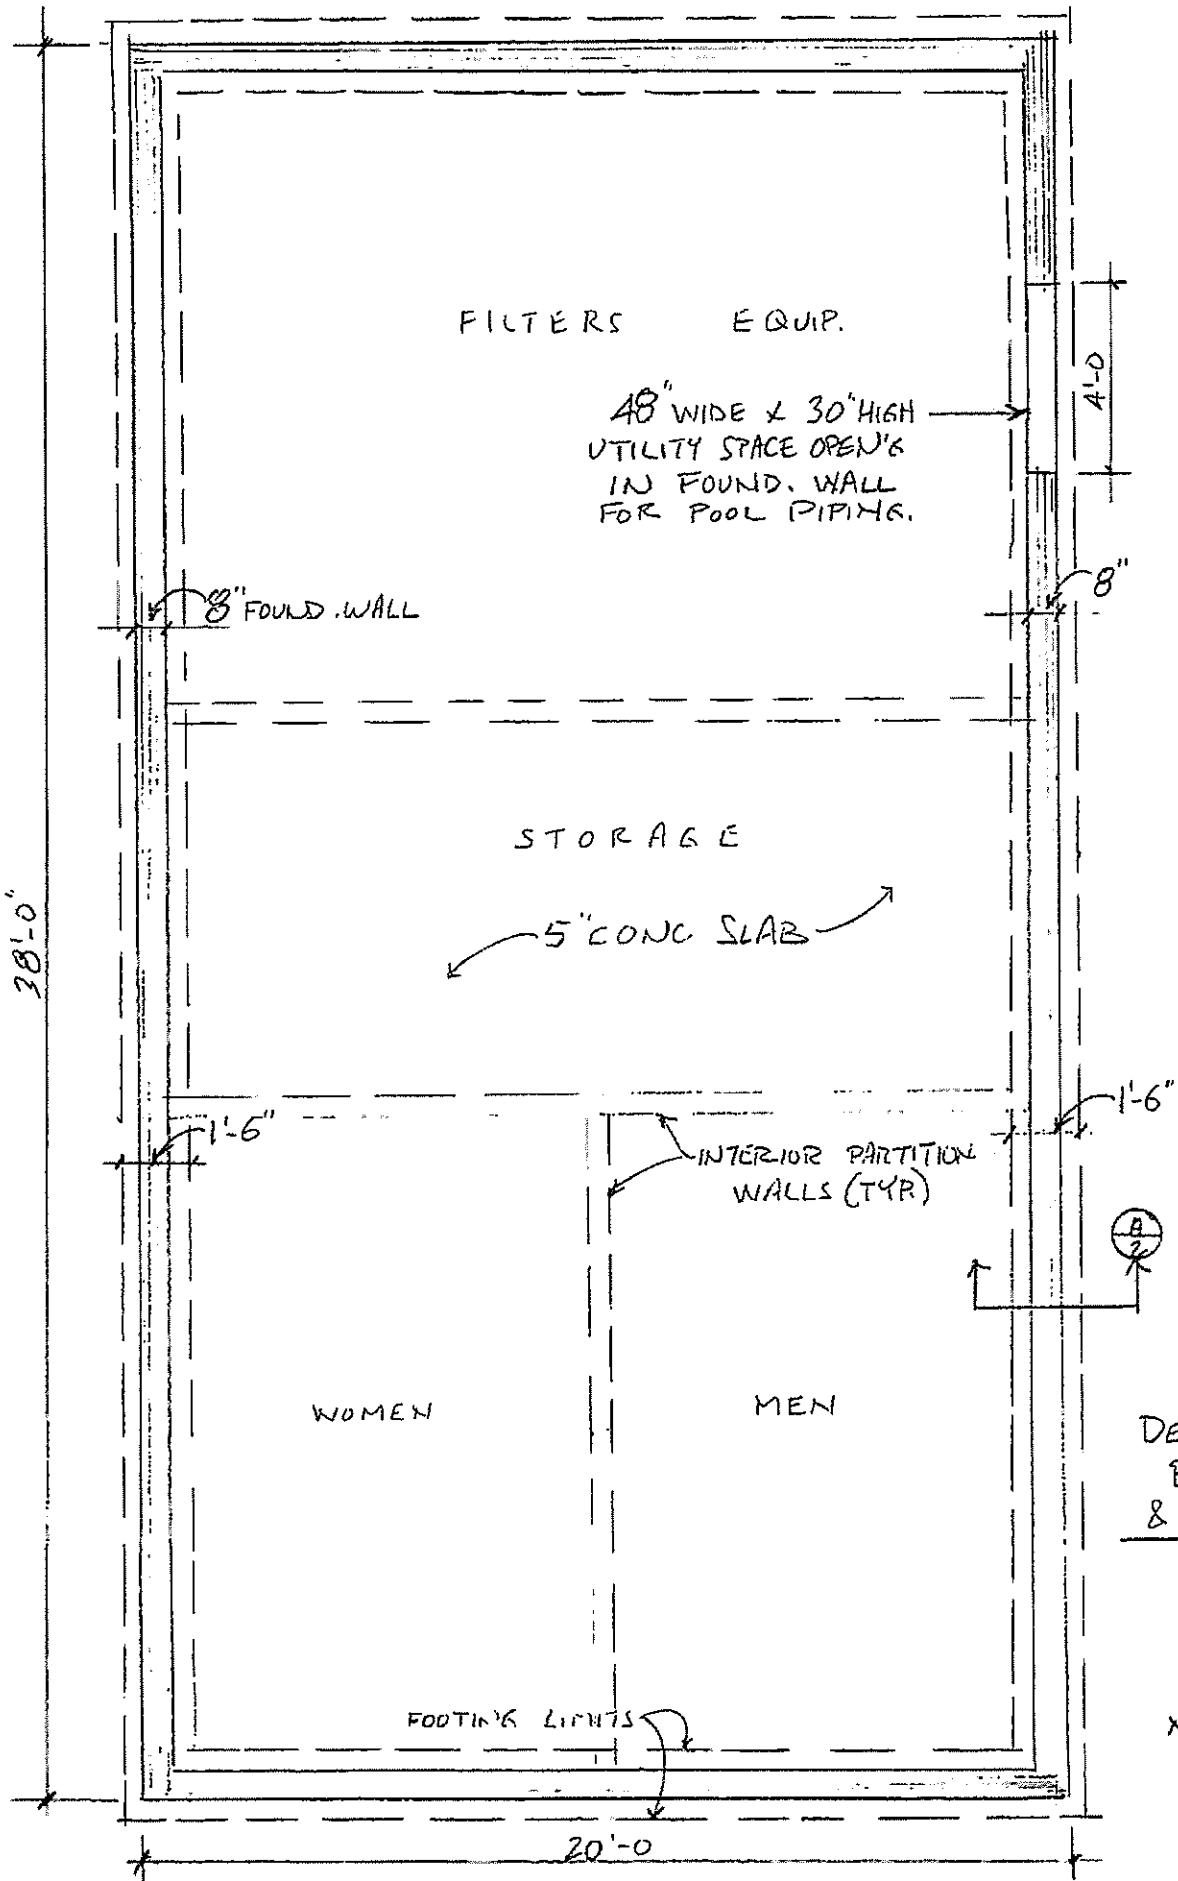 FILTERS EQUIP.
48" WIDE x 30" HIGH
UTILITY SPACE OPEN'G
IN FOUND. WALL
FOR POOL PIPING.
4'-0
8" FOUND. WALL
8"
STORAGE
5" CONC SLAB
38'-0"
1'-6"
1'-6"
INTERIOR PARTITION
WALLS (TYP.)
2
WOMEN
MEN
DE
&
FOOTING LIMITS
20'-0